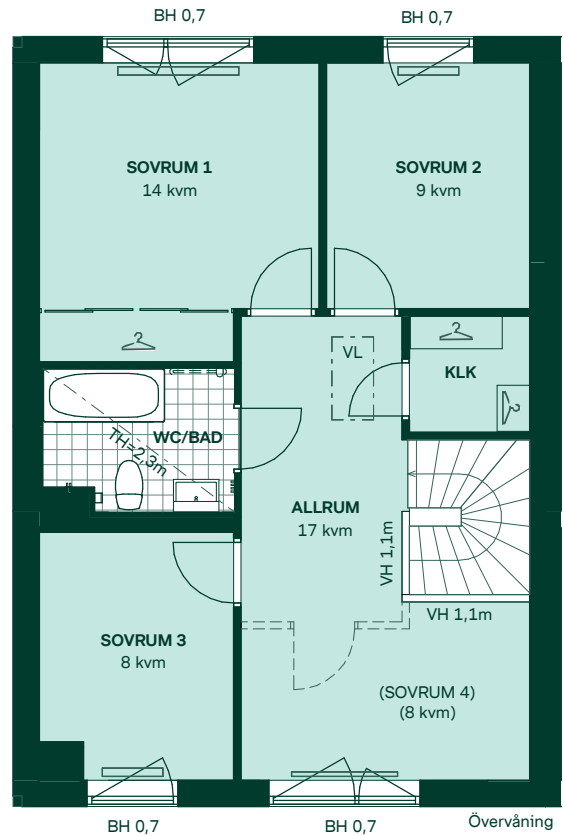 BH 0,7
BH 0,7
SOVRUM 1
14 kvm
SOVRUM 2
9 kvm
VL
KLK
WC/BAD
TH=2,3m
ALLRUM
17 kvm
VH 1,1m
VH 1,1m
SOVRUM 3
8 kvm
(SOVRUM 4)
(8 kvm)
BH 0,7
BH 0,7
Övervåning